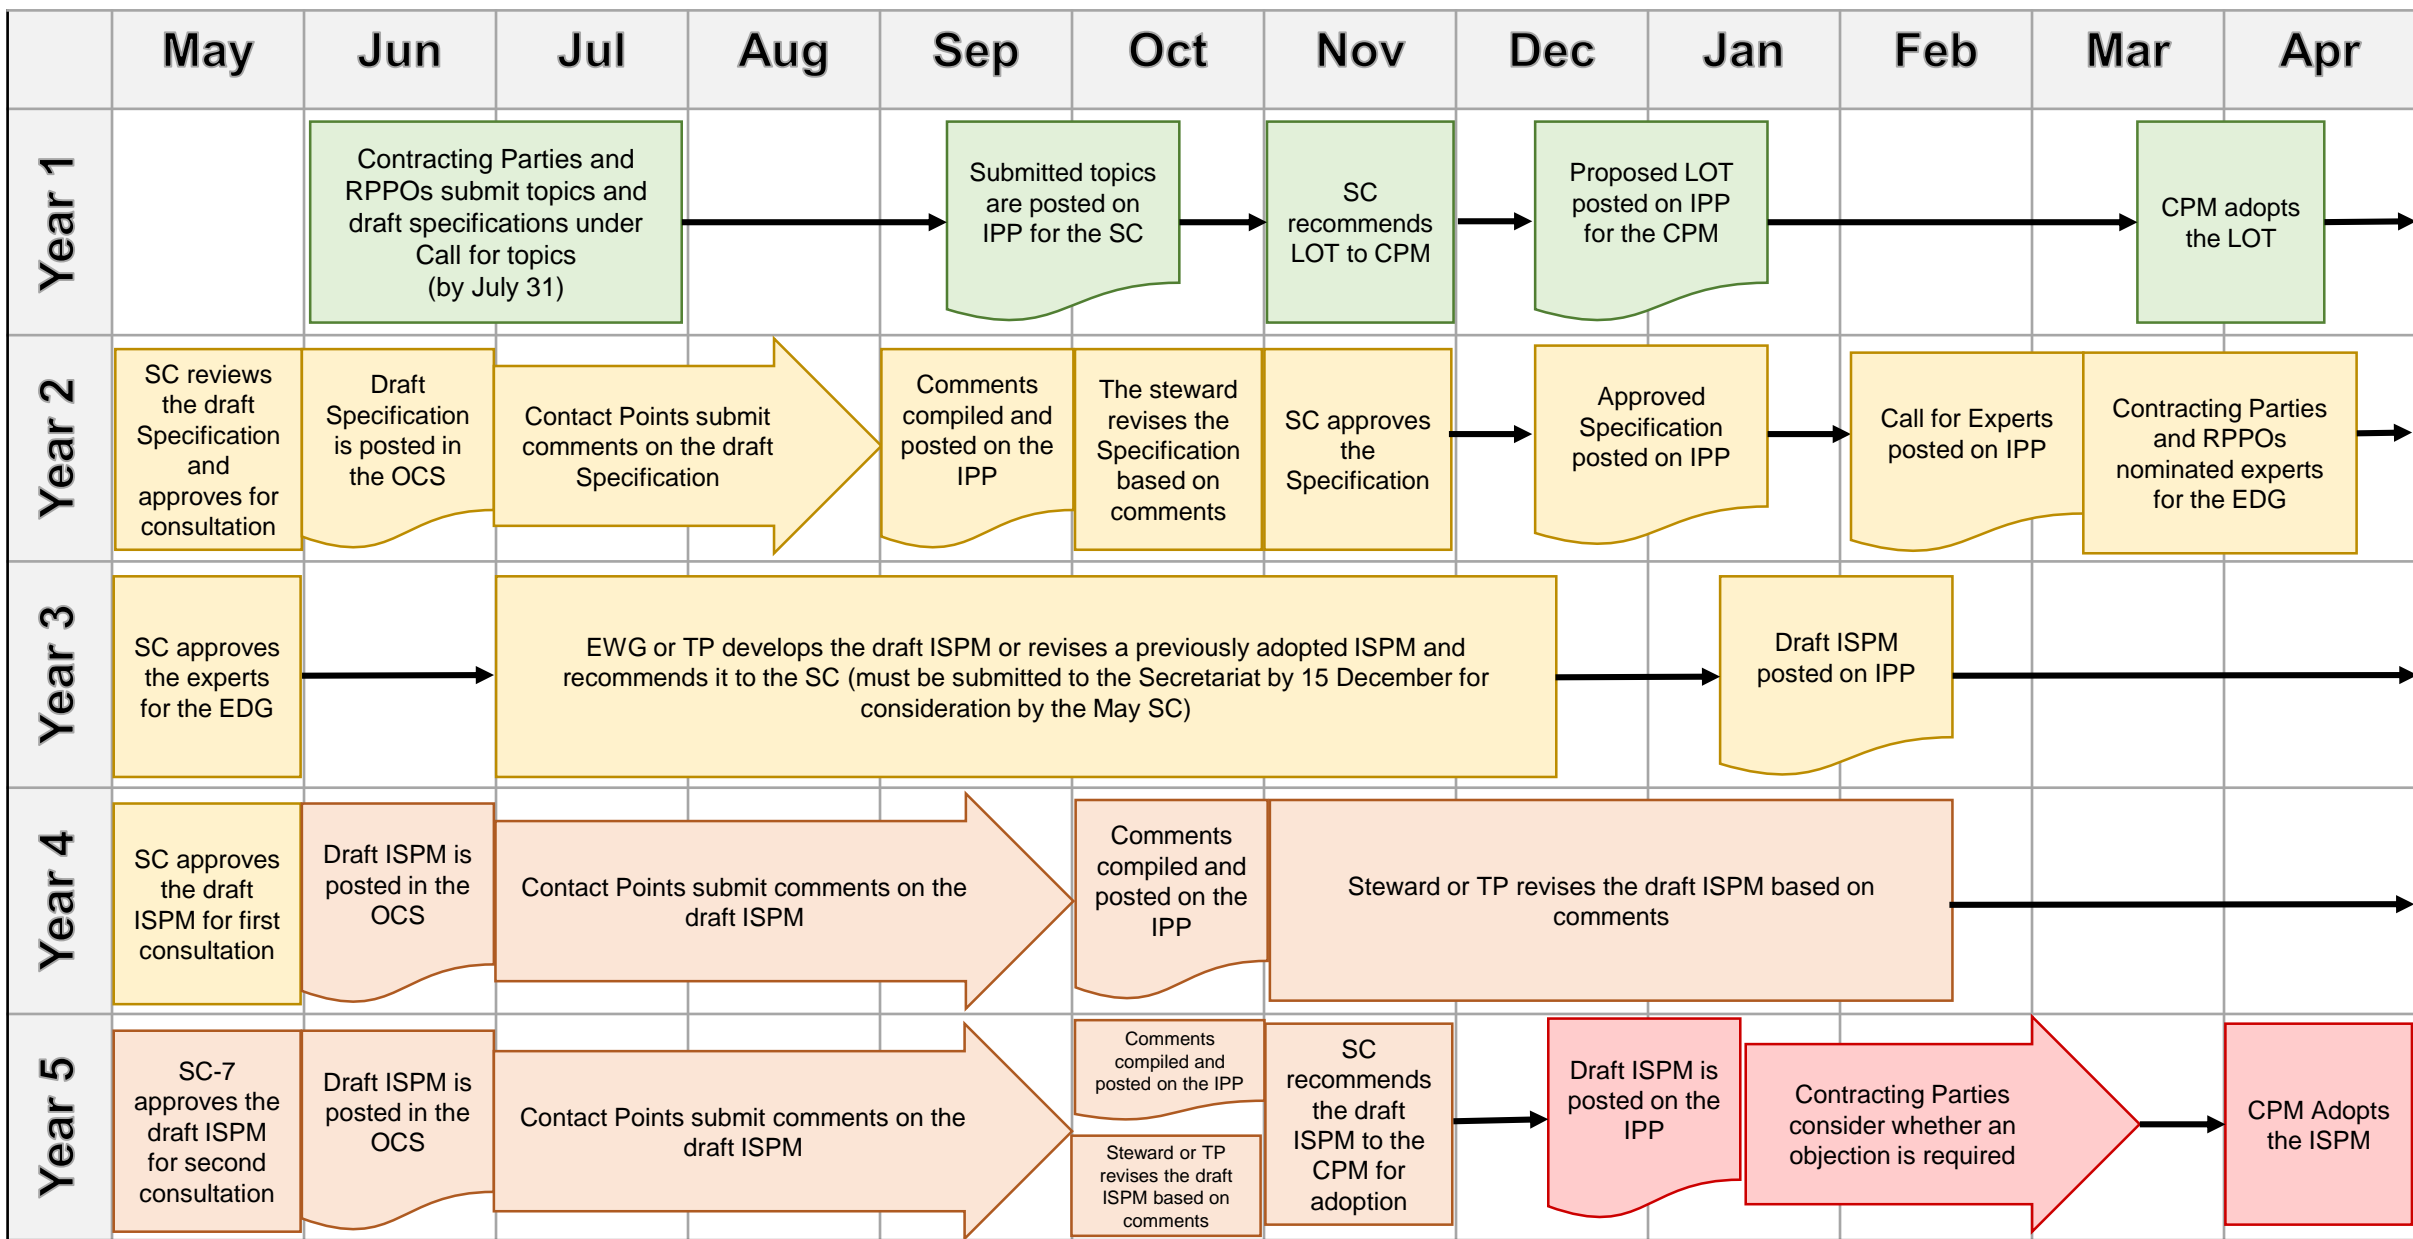 May Jun Jul Aug Sep Oct Nov Dec Jan Feb Mar Apr
Year 1
Contracting Parties and
RPPOs submit topics and
draft specifications under
Call for topics
(by July 31)
Submitted topics
are posted on
IPP for the SC
SC
recommends
LOT to CPM
Proposed LOT
posted on IPP
for the CPM
CPM adopts
the LOT
Year 2
SC reviews
the draft
Specification
and
approves for
consultation
Draft
Specification
is posted in
the OCS
Contact Points submit
comments on the draft
Specification
Comments
compiled and
posted on the
IPP
The steward
revises the
Specification
based on
comments
SC approves
the
Specification
Approved
Specification
posted on IPP
Call for Experts
posted on IPP
Contracting Parties
and RPPOs
nominated experts
for the EDG
Year 3
SC approves
the experts
for the EDG
EWG or TP develops the draft ISPM or revises a previously adopted ISPM and
recommends it to the SC (must be submitted to the Secretariat by 15 December for
consideration by the May SC)
Draft ISPM
posted on IPP
Year 4
SC approves
the draft
ISPM for first
consultation
Draft ISPM is
posted in the
OCS
Contact Points submit comments on the
draft ISPM
Comments
compiled and
posted on the
IPP
Steward or TP revises the draft ISPM based on
comments
Year 5
SC-7
approves the
draft ISPM
for second
consultation
Draft ISPM is
posted in the
OCS
Contact Points submit comments on the
draft ISPM
Comments
compiled and
posted on the IPP
Steward or TP
revises the draft
ISPM based on
comments
SC
recommends
the draft
ISPM to the
CPM for
adoption
Draft ISPM is
posted on the
IPP
Contracting Parties
consider whether an
objection is required
CPM Adopts
the ISPM